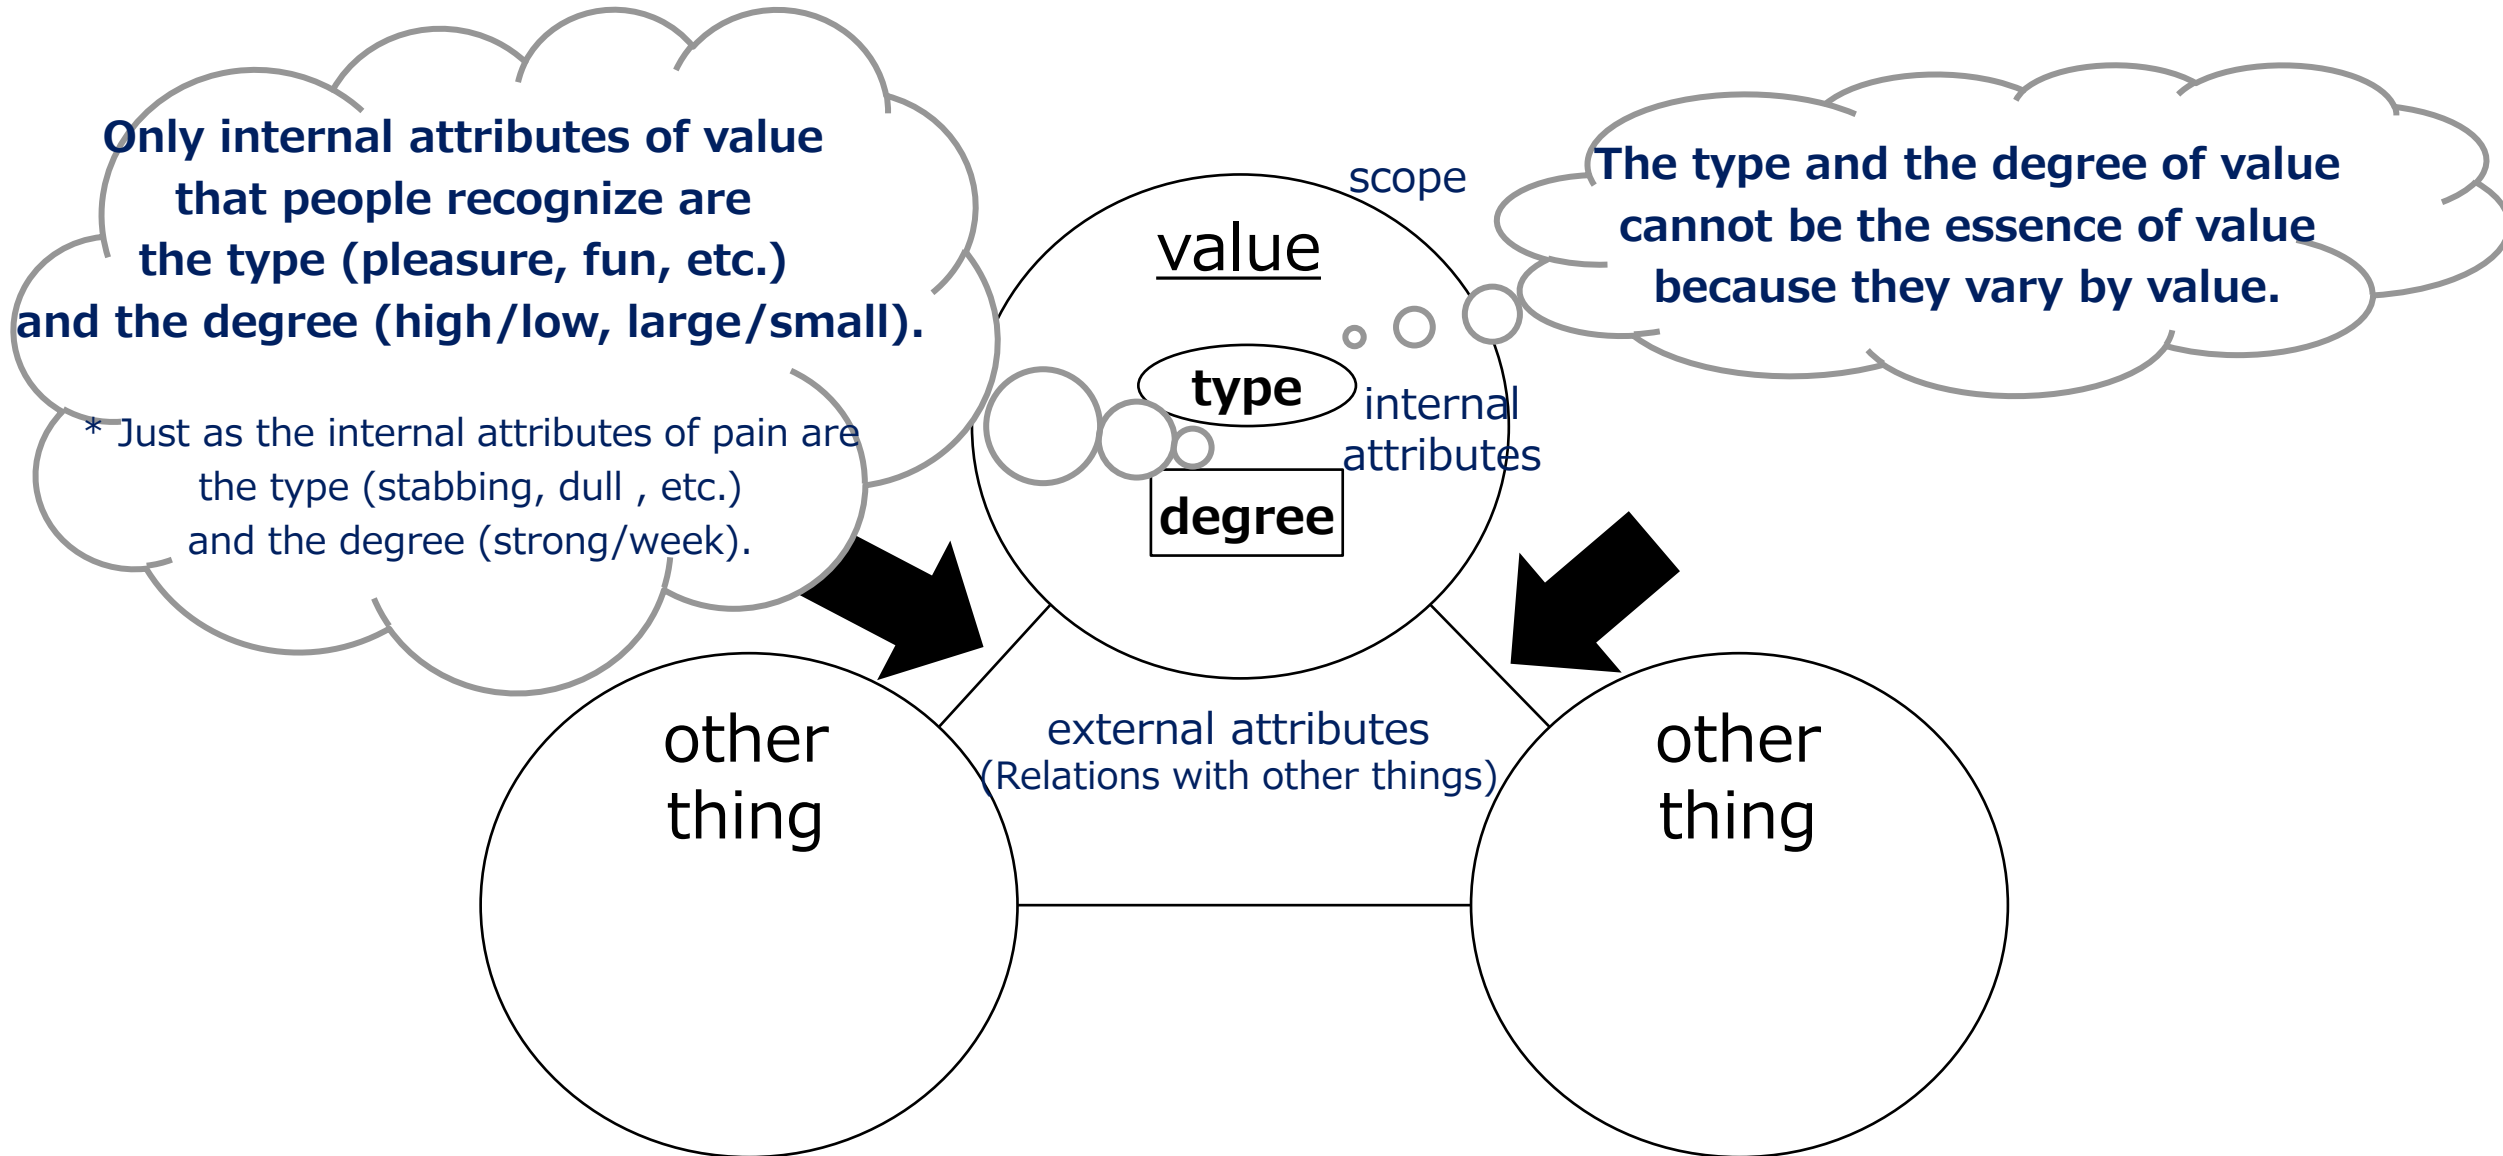 Only internal attributes of value
that people recognize are
the type (pleasure, fun, etc.)
and the degree (high/low, large/small).
* Just as the internal attributes of pain are
the type (stabbing, dull , etc.)
and the degree (strong/week).
scope
value
type
internal
attributes
degree
The type and the degree of value
cannot be the essence of value
because they vary by value.
external attributes
(Relations with other things)
other
thing
other
thing